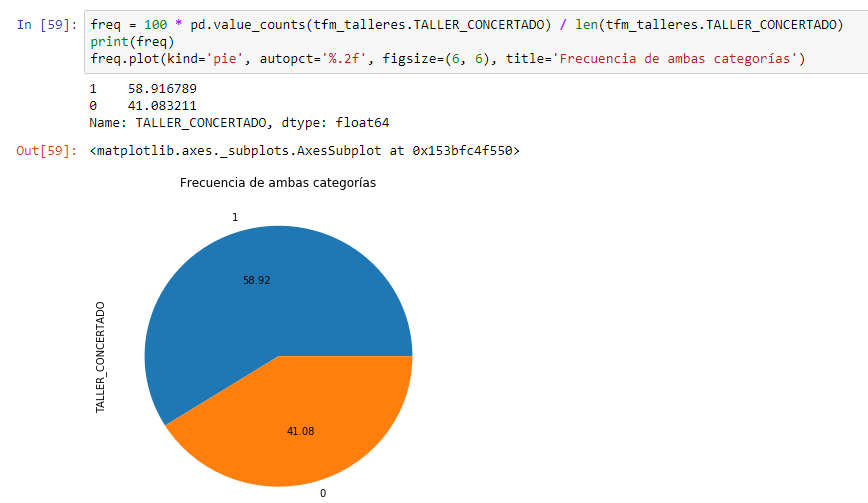 In [59]: freq = 100 * pd.value_counts(tfm_talleres.TALLER_CONCERTADO) / len(tfm_talleres.TALLER_CONCERTADO)
print(freq)
freq.plot(kind='pie', autopct='%.2f', figsize=(6, 6), title='Frecuencia de ambas categorías')
1    58.916789
0    41.083211
Name: TALLER_CONCERTADO, dtype: float64
Out[59]: <matplotlib.axes._subplots.AxesSubplot at 0x153bfc4f550>
Frecuencia de ambas categorías
1
58.92
TALLER_CONCERTADO
41.08
0